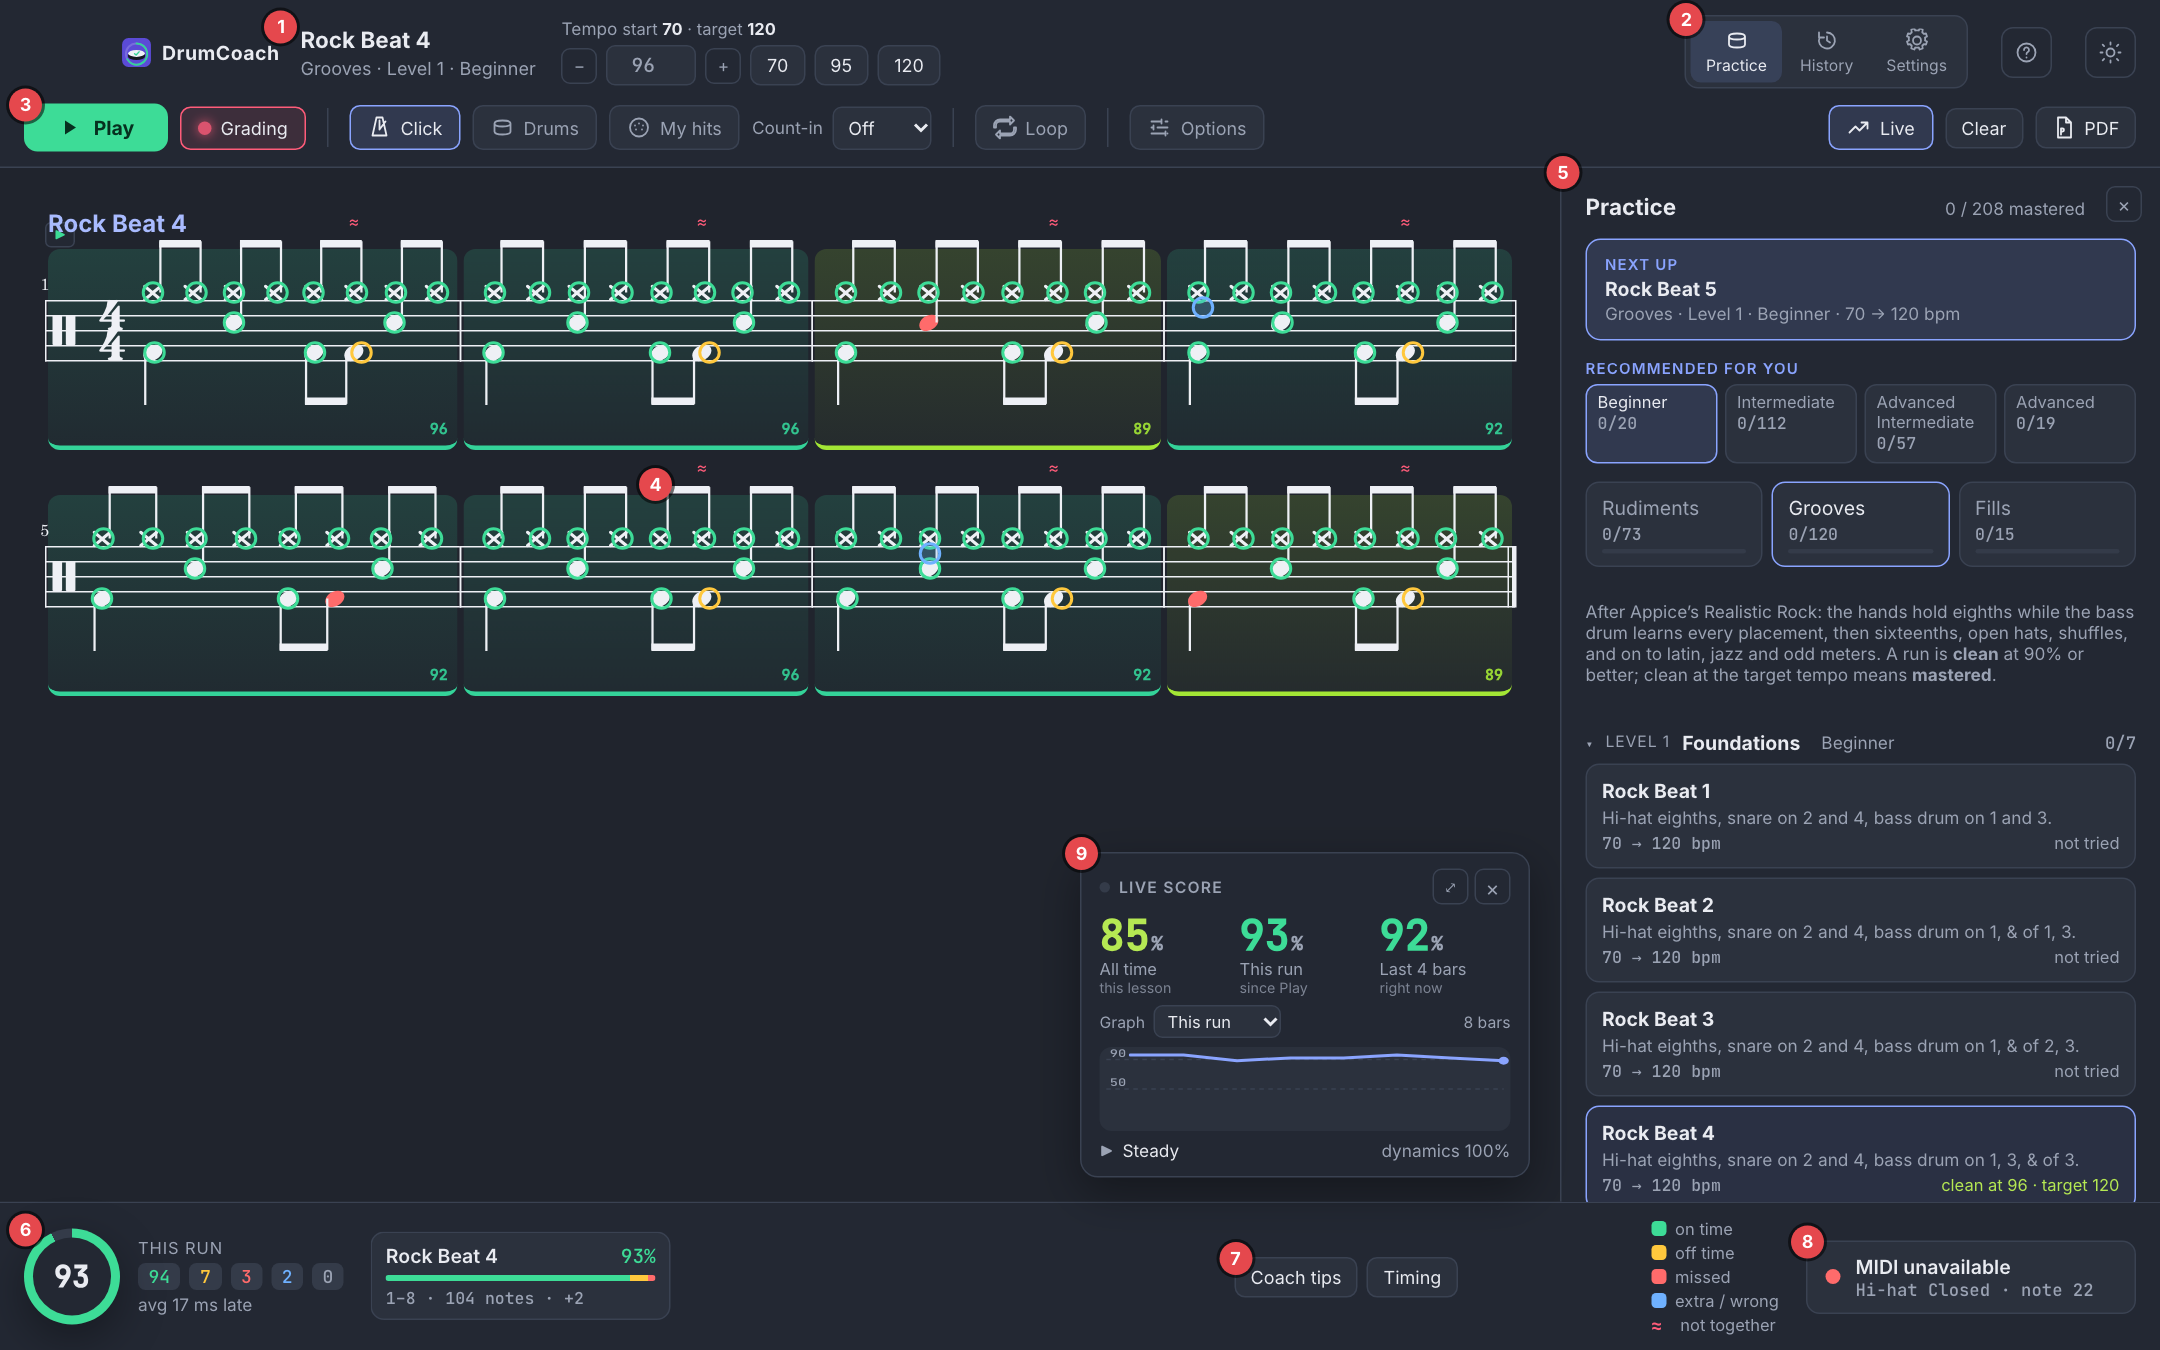 1
DrumCoach
Rock Beat 4
Grooves · Level 1 · Beginner
Tempo start 70 · target 120
− 96 + 70 95 120
2
Practice History Settings
3
Play Grading Click Drums My hits Count-in Off Loop Options Live Clear PDF
Rock Beat 4
≈ ≈ ≈ ≈
1
4
4
96 96 89 92
≈ ≈ ≈
4
5
92 96 92 89
5
Practice 0 / 208 mastered ×
NEXT UP
Rock Beat 5
Grooves · Level 1 · Beginner · 70 → 120 bpm
RECOMMENDED FOR YOU
Beginner
0/20
Intermediate
0/112
Advanced
Intermediate
0/57
Advanced
0/19
Rudiments
0/73
Grooves
0/120
Fills
0/15
After Appice’s Realistic Rock: the hands hold eighths while the bass
drum learns every placement, then sixteenths, open hats, shuffles,
and on to latin, jazz and odd meters. A run is clean at 90% or
better; clean at the target tempo means mastered.
LEVEL 1 Foundations Beginner 0/7
Rock Beat 1
Hi-hat eighths, snare on 2 and 4, bass drum on 1 and 3.
70 → 120 bpm not tried
Rock Beat 2
Hi-hat eighths, snare on 2 and 4, bass drum on 1, & of 1, 3.
70 → 120 bpm not tried
Rock Beat 3
Hi-hat eighths, snare on 2 and 4, bass drum on 1, & of 2, 3.
70 → 120 bpm not tried
Rock Beat 4
Hi-hat eighths, snare on 2 and 4, bass drum on 1, 3, & of 3.
70 → 120 bpm clean at 96 · target 120
9
LIVE SCORE ×
85% 93% 92%
All time This run Last 4 bars
this lesson since Play right now
Graph This run 8 bars
90
50
Steady dynamics 100%
6
93
THIS RUN
94 7 3 2 0
avg 17 ms late
Rock Beat 4 93%
1–8 · 104 notes · +2
7
Coach tips Timing
on time
off time
missed
extra / wrong
≈ not together
8
MIDI unavailable
Hi-hat Closed · note 22